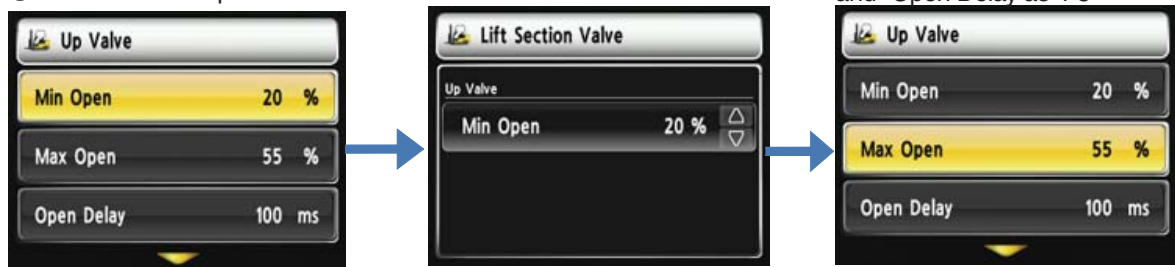 Up Valve
Min Open 20 %
Max Open 55 %
Open Delay 100 ms
Lift Section Valve
Up Valve
Min Open 20 %
Up Valve
Min Open 20 %
Max Open 55 %
Open Delay 100 ms